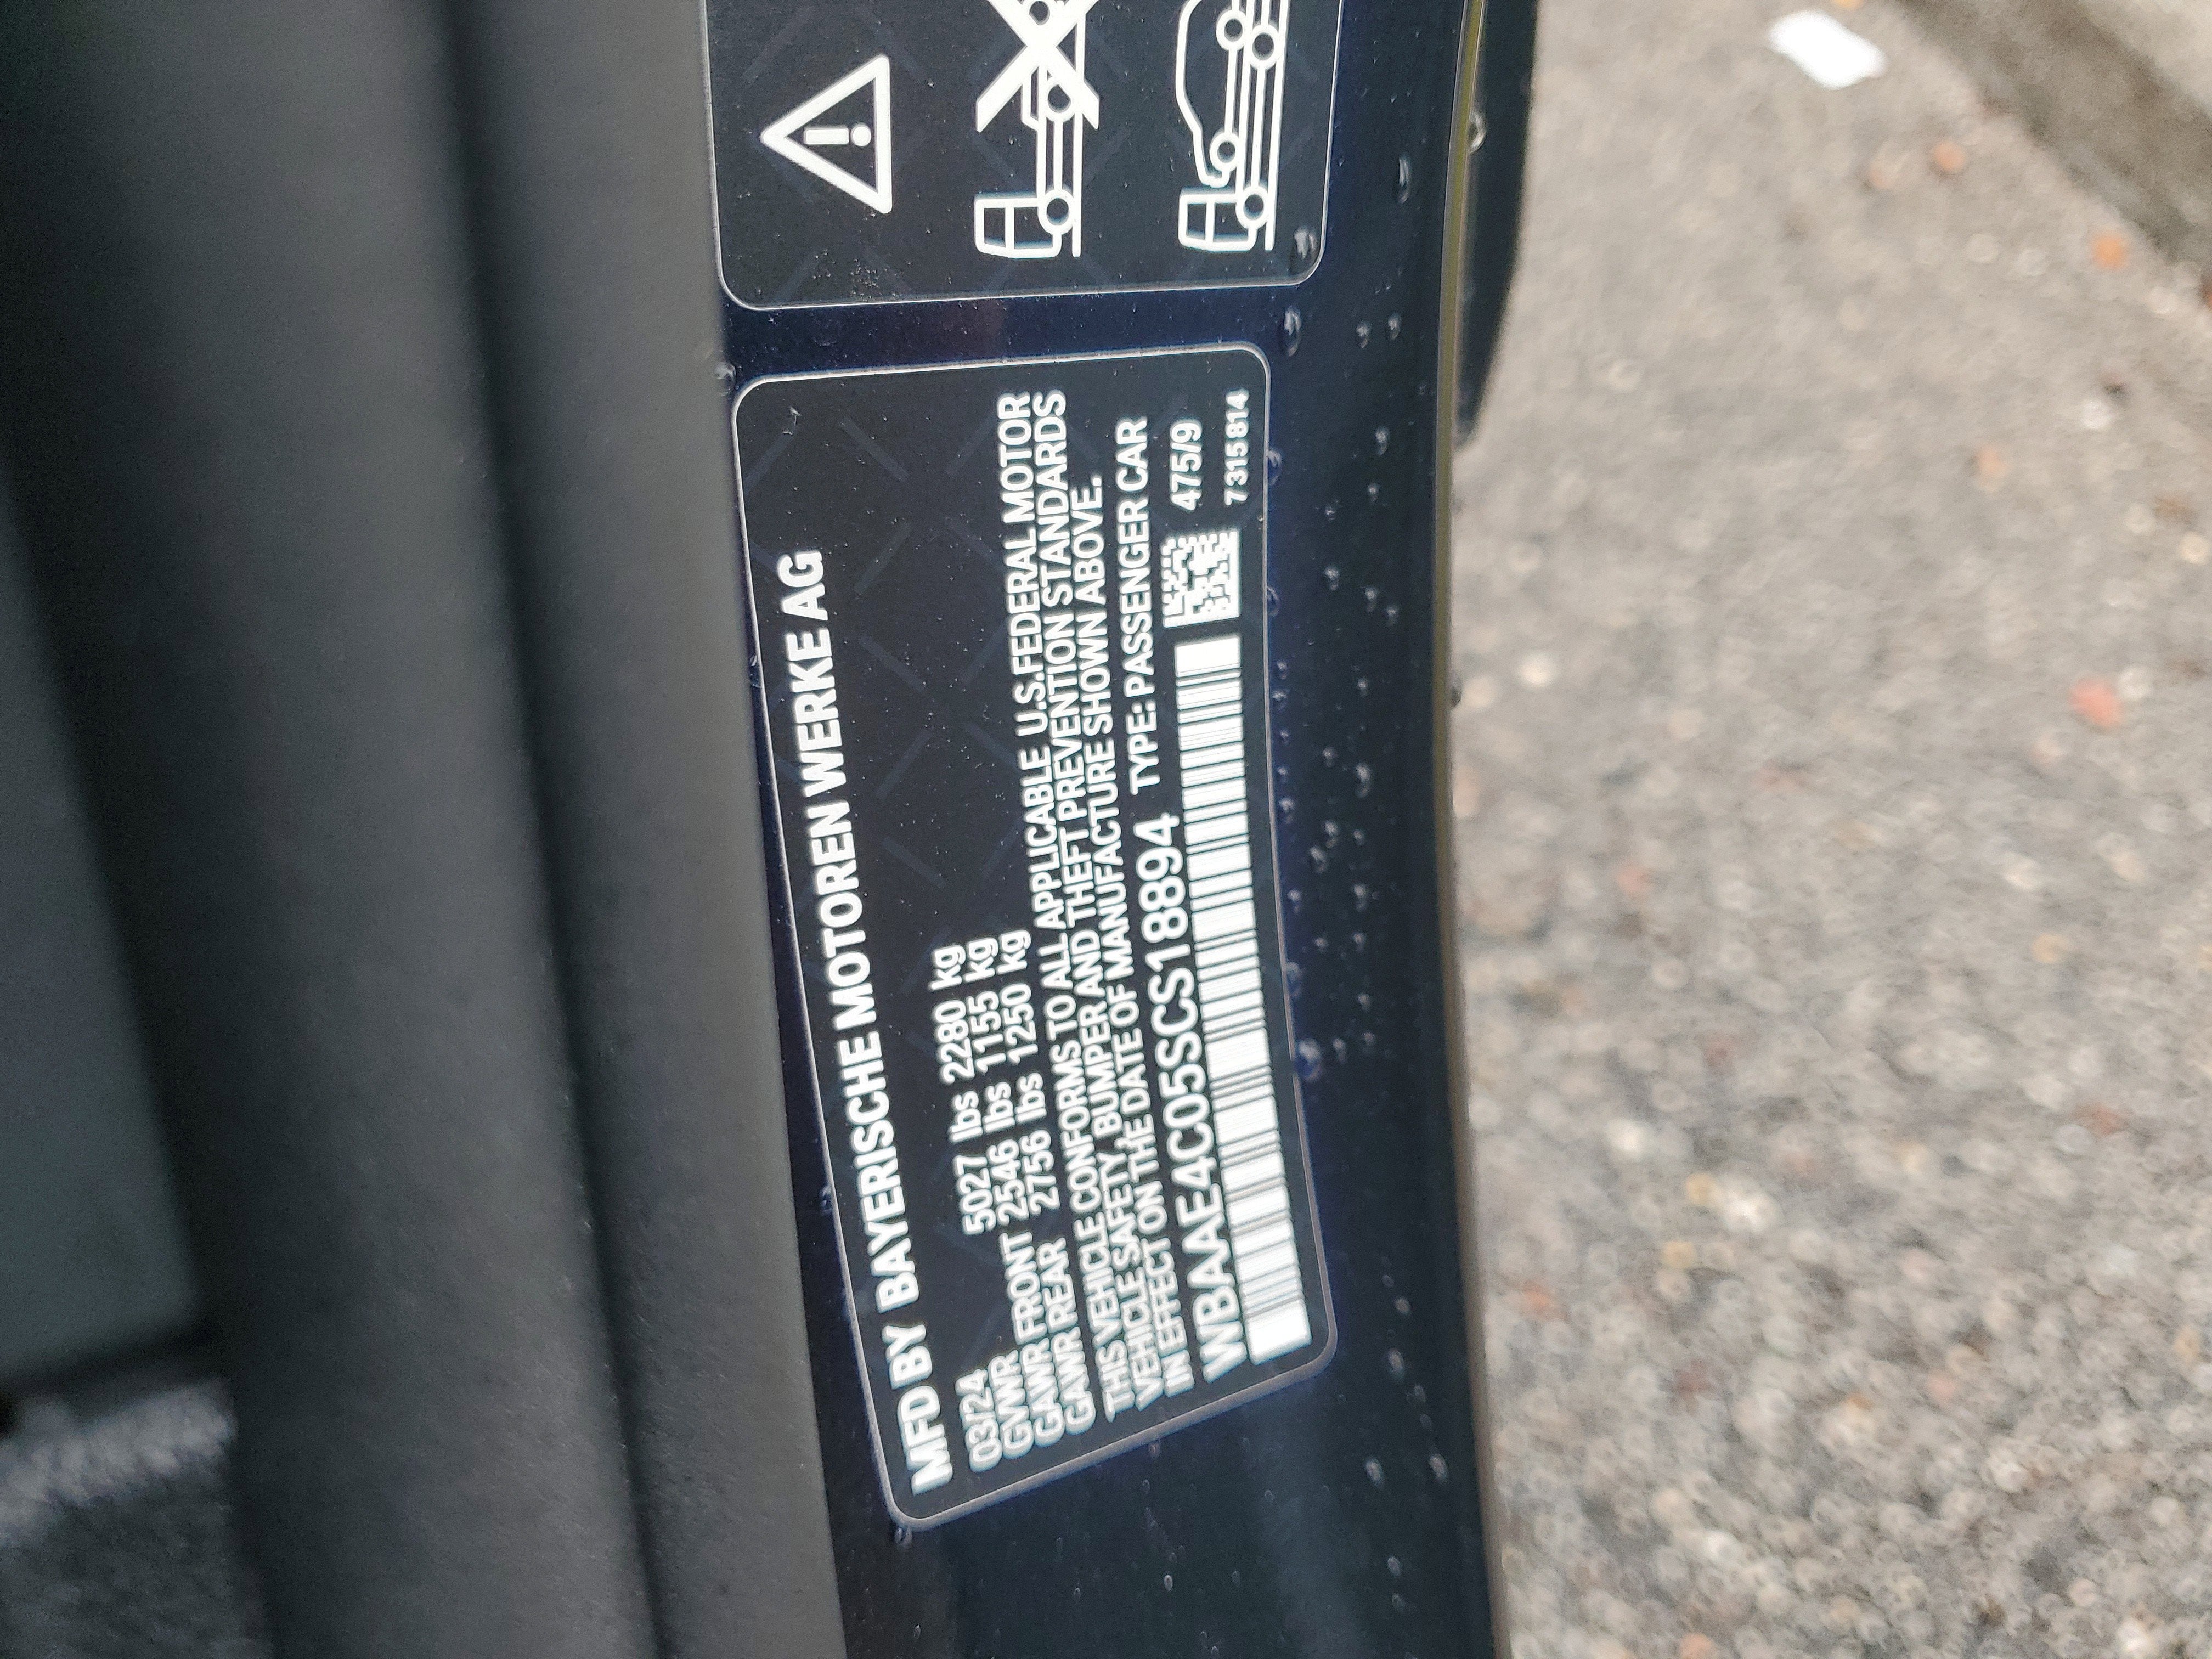 MFD BY BAYERISCHE MOTOREN WERKE AG
03/24
GVWR 5027 lbs 2280 kg
GAWR FRONT 2546 lbs 1155 kg
GAWR REAR 2756 lbs 1250 kg
THIS VEHICLE CONFORMS TO ALL APPLICABLE U.S.FEDERAL MOTOR
VEHICLE SAFETY, BUMPER AND THEFT PREVENTION STANDARDS
IN EFFECT ON THE DATE OF MANUFACTURE SHOWN ABOVE.
WBAAE4C05SCS18894 TYPE: PASSENGER CAR
475/9
7315 814